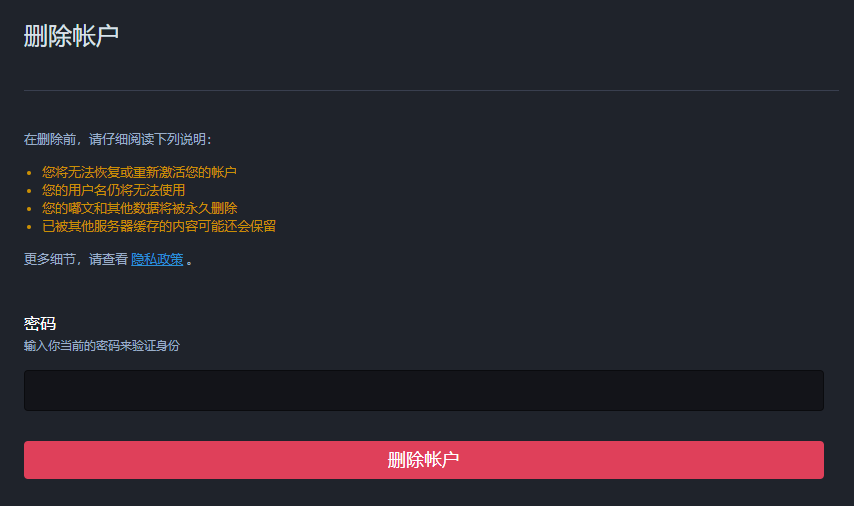 删除帐户
在删除前，请仔细阅读下列说明：
您将无法恢复或重新激活您的帐户
您的用户名仍将无法使用
您的嘟文和其他数据将被永久删除
已被其他服务器缓存的内容可能还会保留
更多细节，请查看 隐私政策 。
密码
输入你当前的密码来验证身份
删除帐户